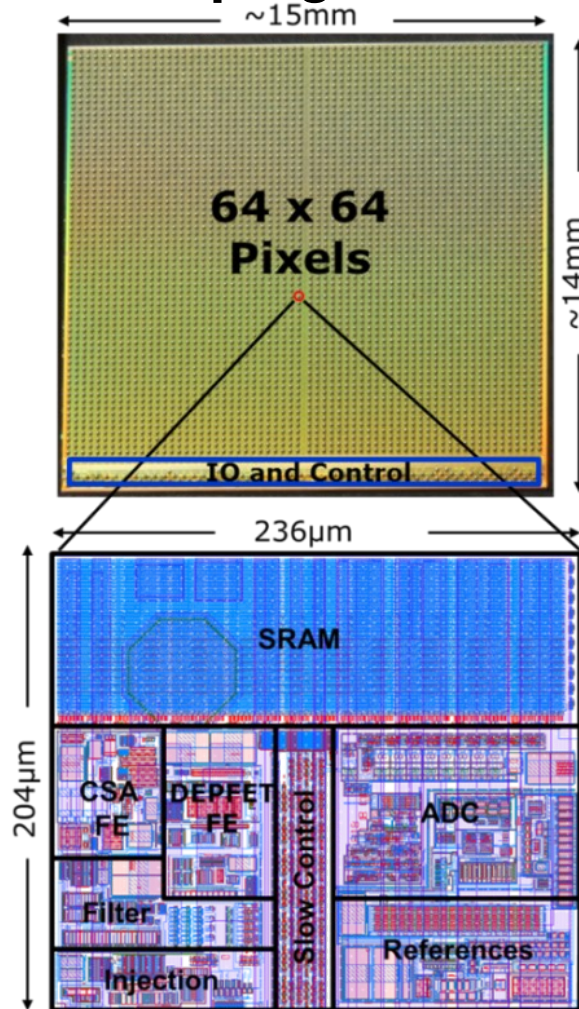 ~15mm
64 x 64
Pixels
~14mm
IO and Control
236µm
SRAM
204µm
CSA
FE
DEPFET
FE
Slow Control
ADC
Filter
References
Injection